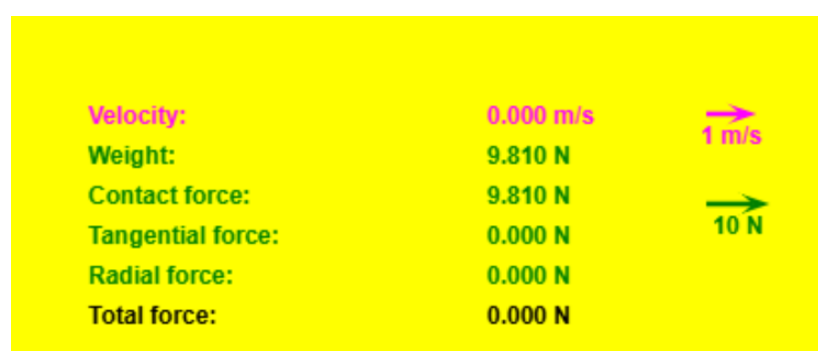 Velocity: 0.000 m/s
1 m/s
Weight: 9.810 N
Contact force: 9.810 N
10 N
Tangential force: 0.000 N
Radial force: 0.000 N
Total force: 0.000 N